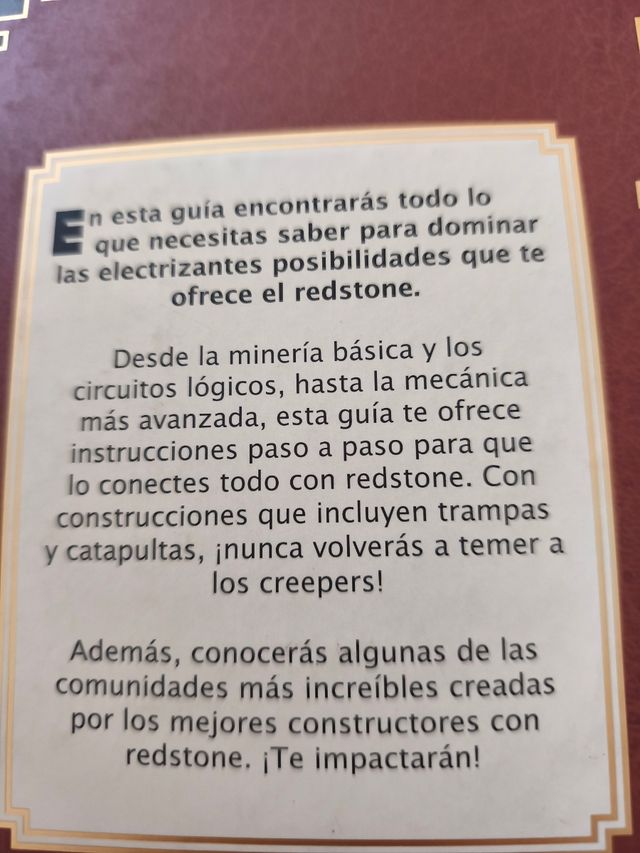 En esta guía encontrarás todo lo
que necesitas saber para dominar
las electrizantes posibilidades que te
ofrece el redstone.
Desde la minería básica y los
circuitos lógicos, hasta la mecánica
más avanzada, esta guía te ofrece
instrucciones paso a paso para que
lo conectes todo con redstone. Con
construcciones que incluyen trampas
y catapultas, ¡nunca volverás a temer a
los creepers!
Además, conocerás algunas de las
comunidades más increíbles creadas
por los mejores constructores con
redstone. ¡Te impactarán!